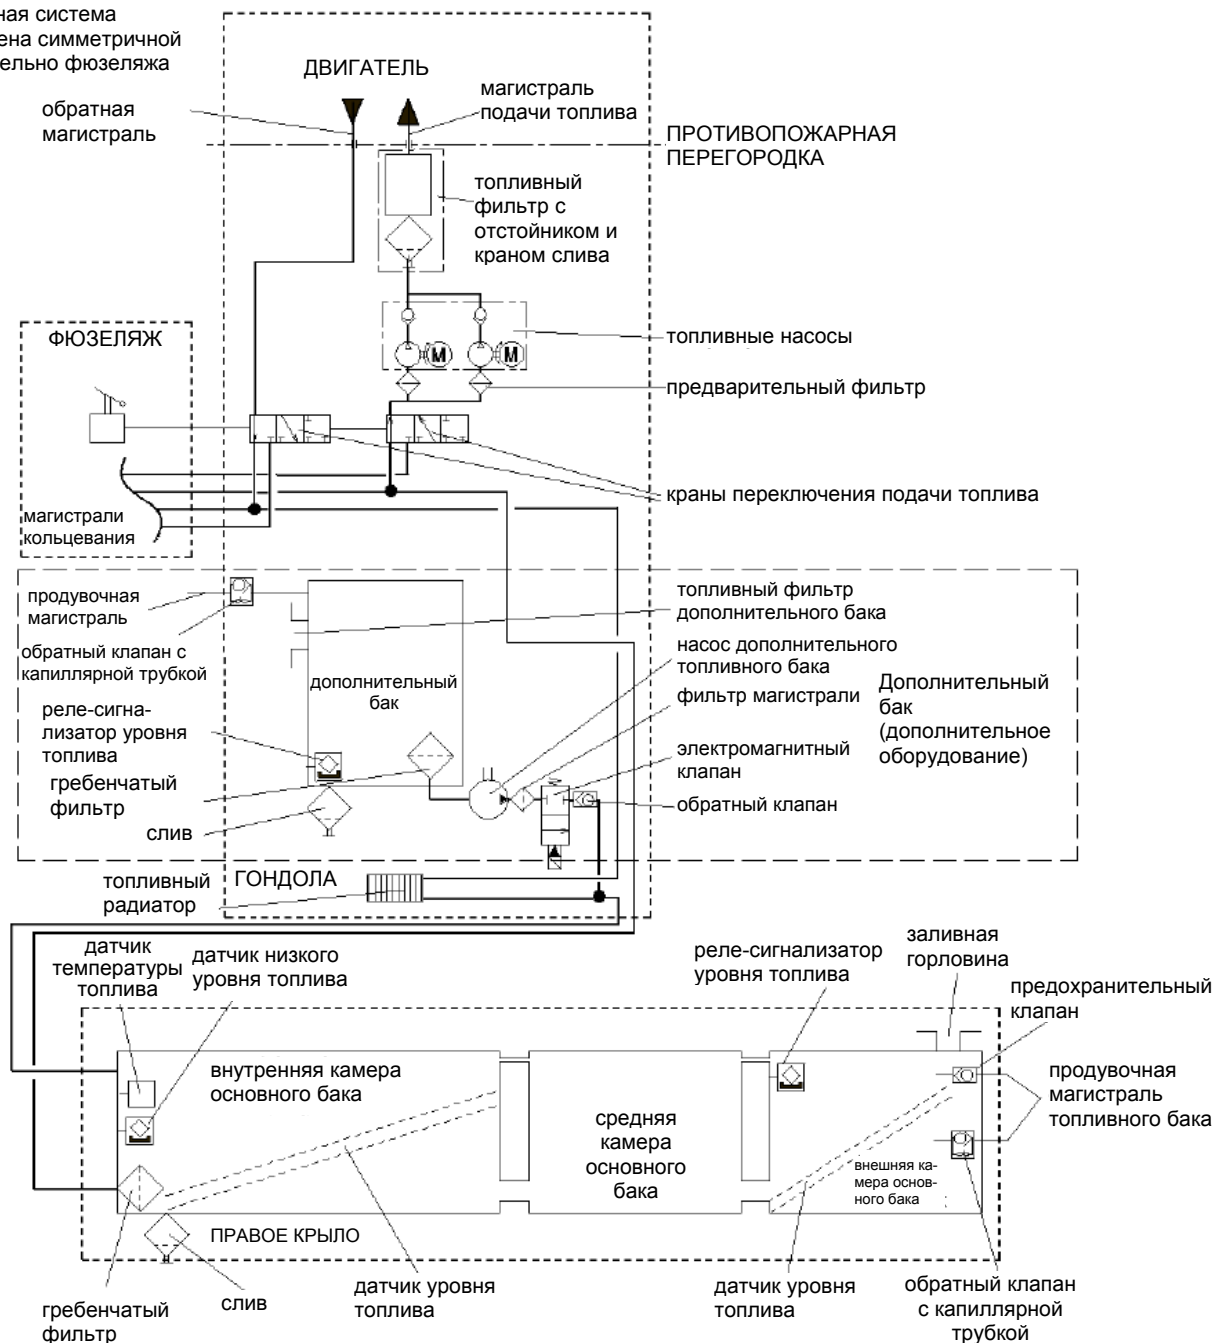 ная система
ена симметричной
ельно фюзеляжа
ДВИГАТЕЛЬ
обратная
магистраль
магистраль
подачи топлива
ПРОТИВОПОЖАРНАЯ
ПЕРЕГОРОДКА
топливный
фильтр с
отстойником и
краном слива
ФЮЗЕЛЯЖ
М
М
топливные насосы
предварительный фильтр
краны переключения подачи топлива
магистрали
кольцевания
продувочная
магистраль
обратный клапан с
капиллярной трубкой
реле-сигна-
лизатор уровня
топлива
гребенчатый
фильтр
слив
дополнительный
бак
топливный фильтр
дополнительного бака
насос дополнительного
топливного бака
фильтр магистрали
электромагнитный
клапан
обратный клапан
Дополнительный
бак
(дополнительное
оборудование)
топливный
радиатор
ГОНДОЛА
датчик
температуры
топлива
датчик низкого
уровня топлива
реле-сигнализатор
уровня топлива
заливная
горловина
предохранительный
клапан
внутренняя камера
основного бака
средняя
камера
основного
бака
внешняя ка-
мера основ-
ного бака
продувочная
магистраль
топливного бака
ПРАВОЕ КРЫЛО
гребенчатый
фильтр
слив
датчик уровня
топлива
датчик уровня
топлива
обратный клапан
с капиллярной
трубкой